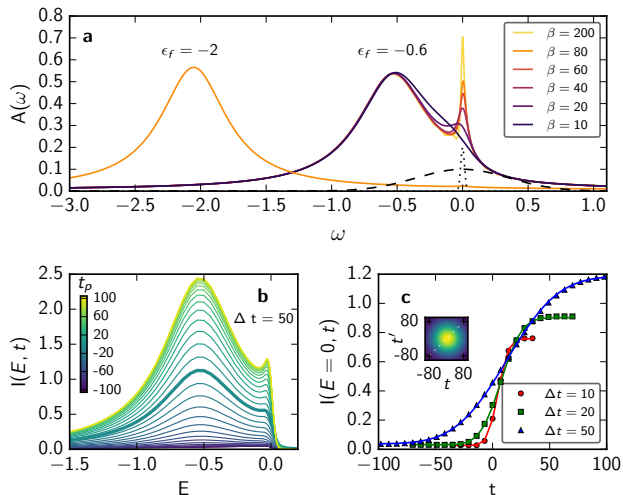 a
ϵ_f = −2
ϵ_f = −0.6
β = 200
β = 80
β = 60
β = 40
β = 20
β = 10
A(ω)
0.8
0.7
0.6
0.5
0.4
0.3
0.2
0.1
0.0
−3.0 −2.5 −2.0 −1.5 −1.0 −0.5 0.0 0.5 1.0
ω
b
t_p
100
60
20
-20
-60
-100
Δ t = 50
I(E, t)
2.5
2.0
1.5
1.0
0.5
0.0
−1.5 −1.0 −0.5 0.0
E
c
80
-80
t′
-80 80
t
Δt = 10
Δt = 20
Δt = 50
I(E = 0, t)
1.2
1.0
0.8
0.6
0.4
0.2
0.0
−100 −50 0 50 100
t